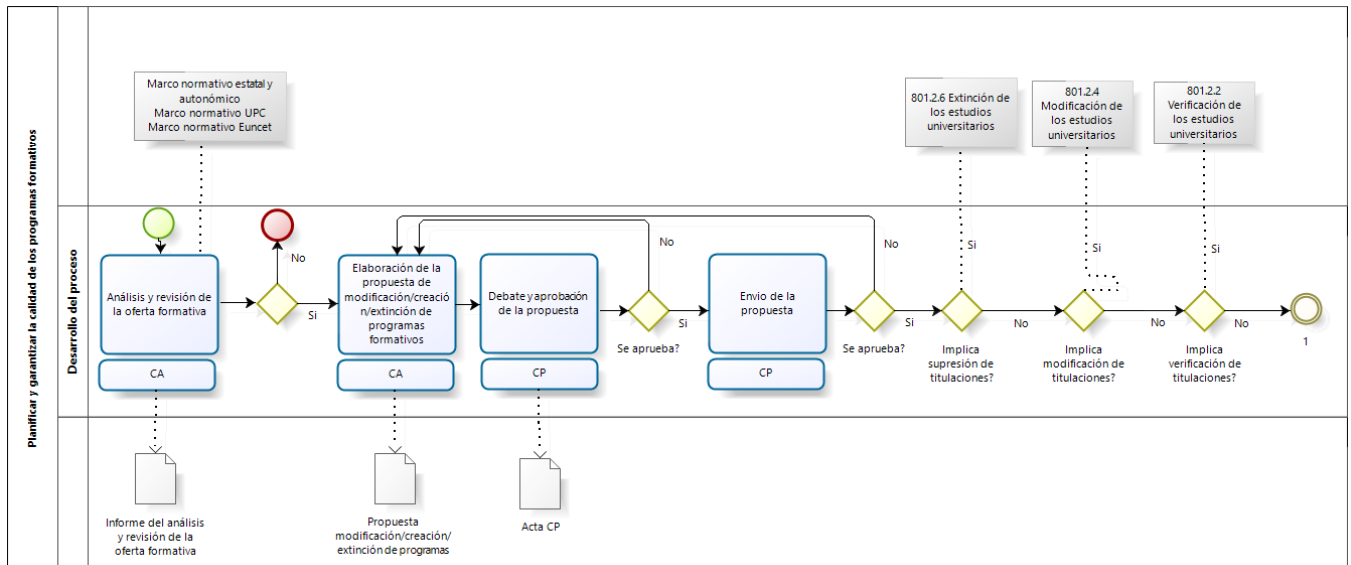 Planificar y garantizar la calidad de los programas formativos
Desarrollo del proceso
Marco normativo estatal y
autonómico
Marco normativo UPC
Marco normativo Euncet
801.2.6 Extinción de
los estudios
universitarios
801.2.4
Modificación de
los estudios
universitarios
801.2.2
Verificación de
los estudios
universitarios
Análisis y revisión de
la oferta formativa
CA
No
Si
Elaboración de la
propuesta de
modificación/creació
n/extinción de
programas
formativos
CA
Debate y aprobación
de la propuesta
CP
No
Si
Se aprueba?
Envio de la
propuesta
CP
No
Si
Se aprueba?
Si
No
Implica
supresión de
titulaciones?
Si
No
Implica
modificación de
titulaciones?
Si
No
Implica
verificación de
titulaciones?
1
Informe del análisis
y revisión de la
oferta formativa
Propuesta
modificación/creación/
extinción de programas
Acta CP